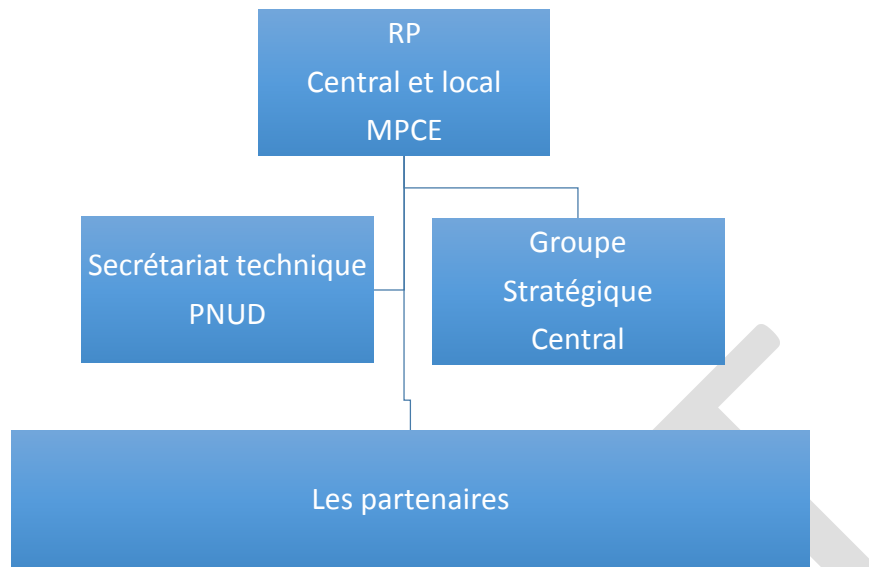 RP
Central et local
MPCE
Secrétariat technique
PNUD
Groupe
Stratégique
Central
Les partenaires